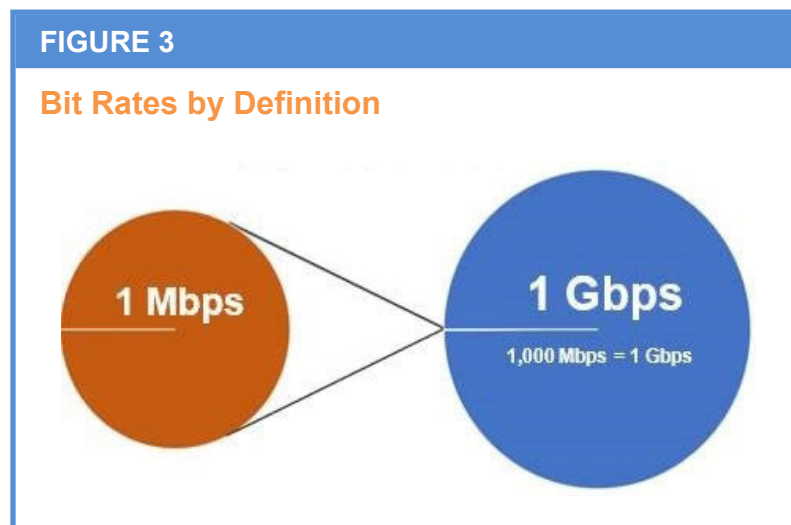 FIGURE 3
Bit Rates by Definition
1 Mbps
1 Gbps
1,000 Mbps = 1 Gbps